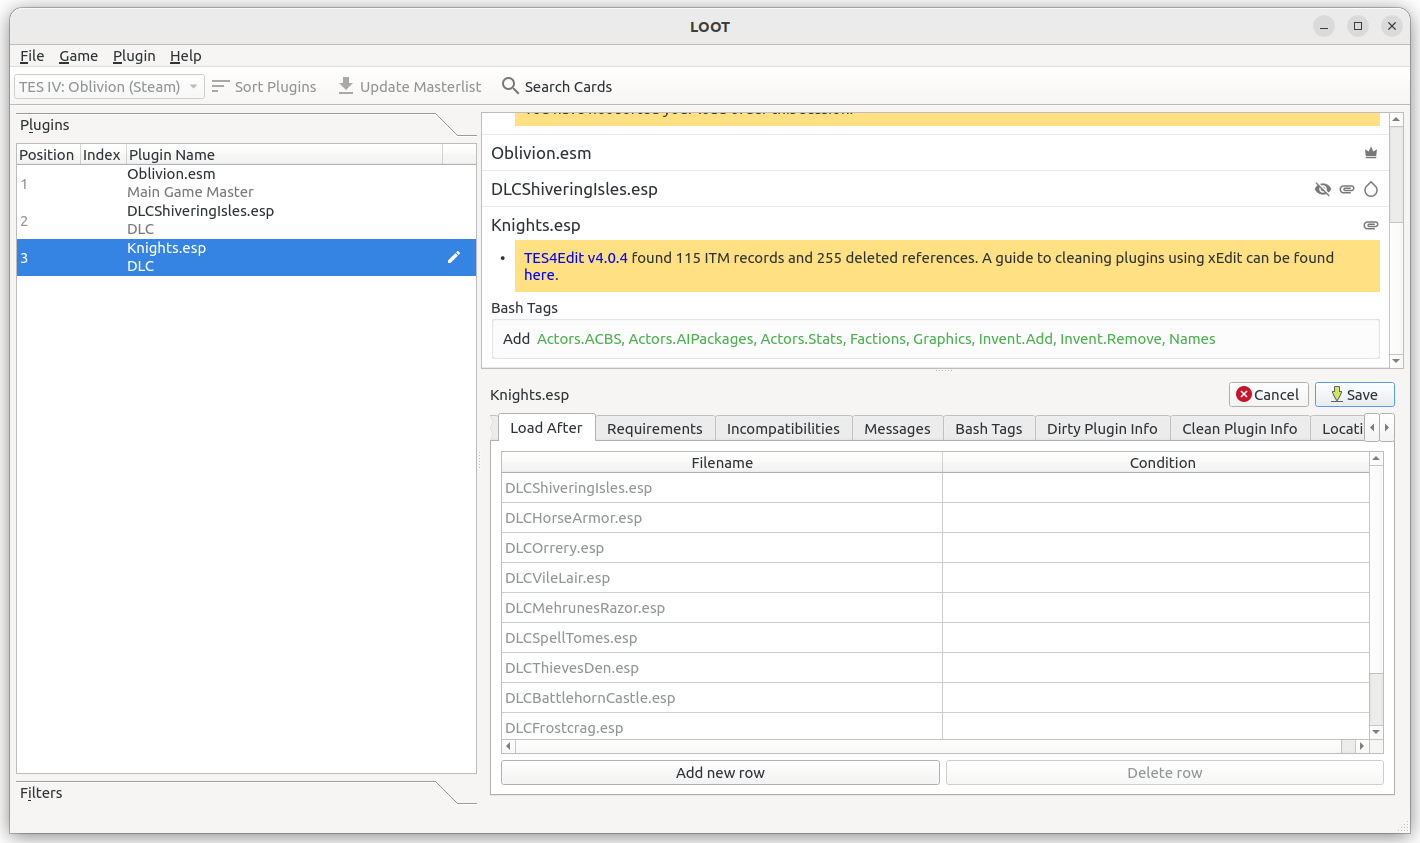 LOOT
File Game Plugin Help
TES IV: Oblivion (Steam) Sort Plugins Update Masterlist Search Cards
Plugins
Position Index Plugin Name
1 Oblivion.esm
Main Game Master
2 DLCShiveringIsles.esp
DLC
3 Knights.esp
DLC
Filters
Oblivion.esm
DLCShiveringIsles.esp
Knights.esp
• TES4Edit v4.0.4 found 115 ITM records and 255 deleted references. A guide to cleaning plugins using xEdit can be found
here.
Bash Tags
Add Actors.ACBS, Actors.AIPackages, Actors.Stats, Factions, Graphics, Invent.Add, Invent.Remove, Names
Knights.esp Cancel Save
Load After Requirements Incompatibilities Messages Bash Tags Dirty Plugin Info Clean Plugin Info Locati
Filename Condition
DLCShiveringIsles.esp
DLCHorseArmor.esp
DLCOrrery.esp
DLCVileLair.esp
DLCMehrunesRazor.esp
DLCSpellTomes.esp
DLCThievesDen.esp
DLCBattlehornCastle.esp
DLCFrostcrag.esp
Add new row Delete row